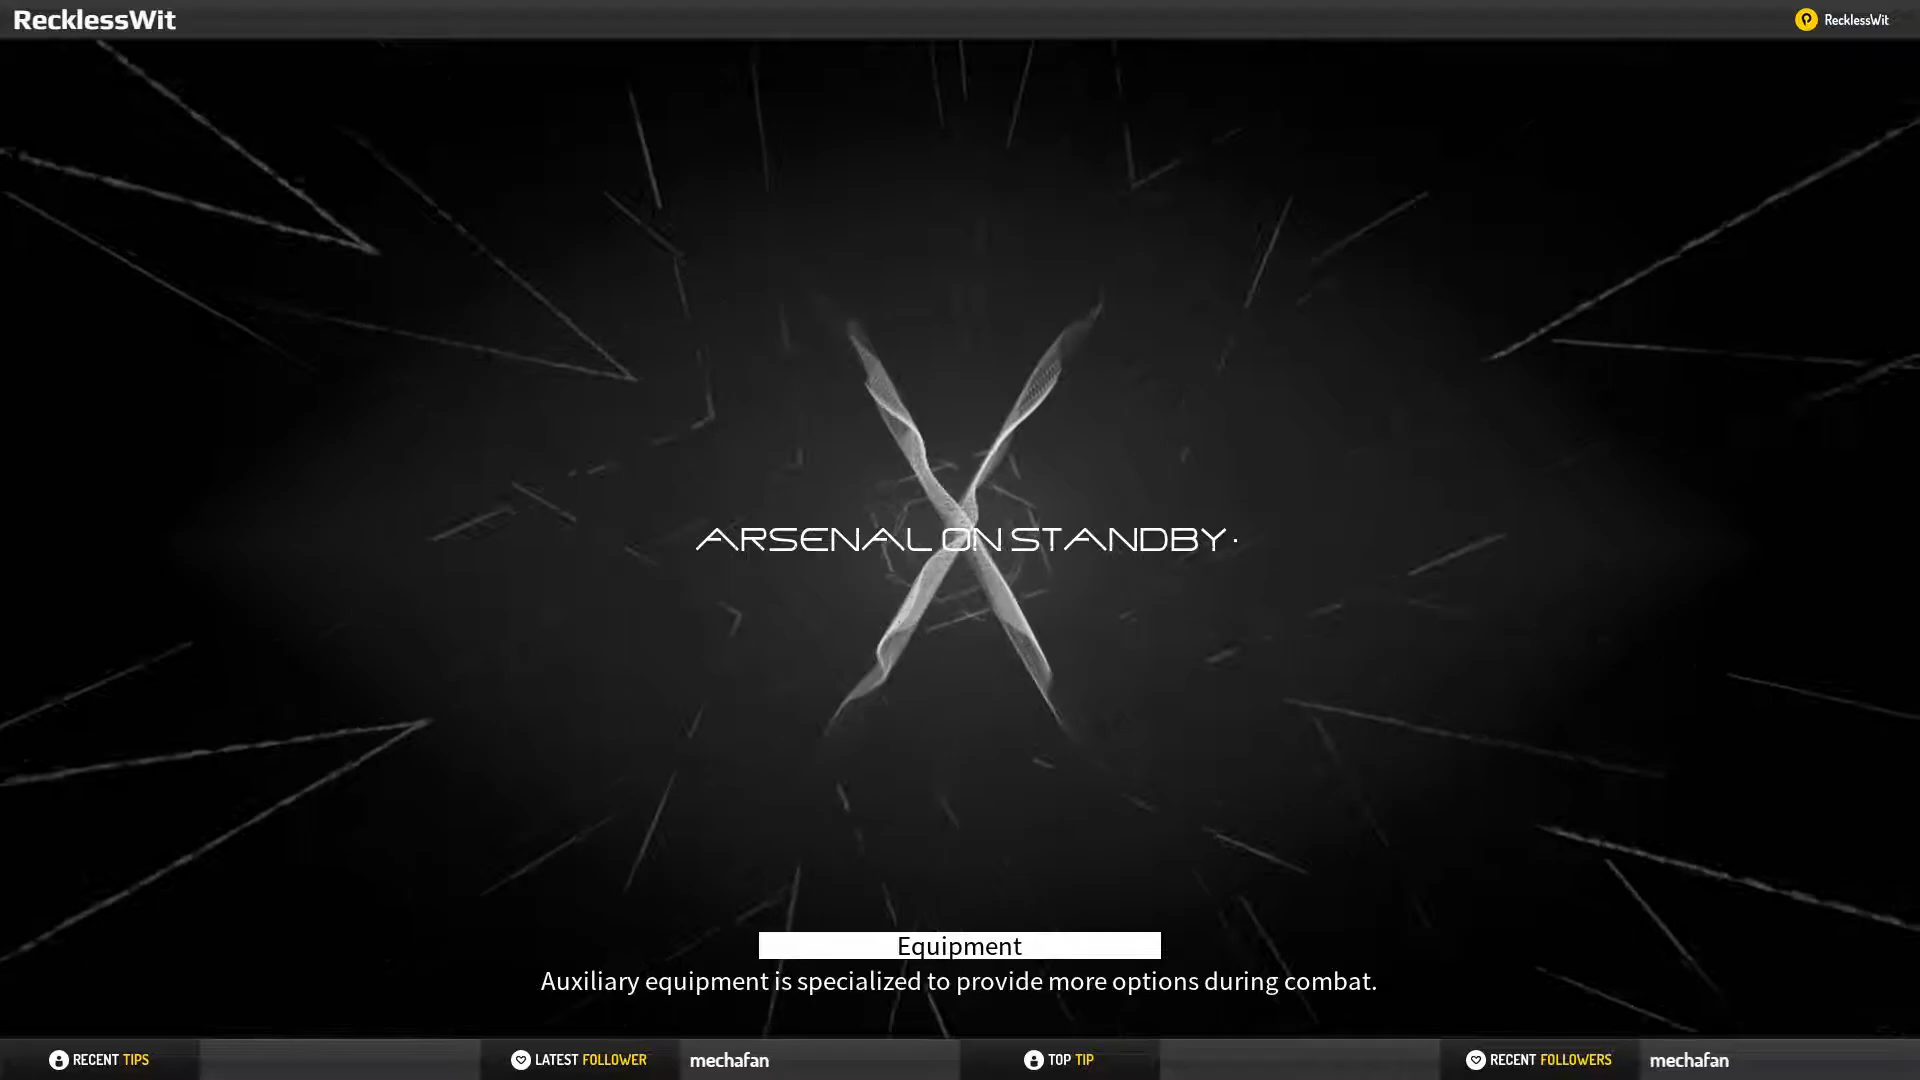 RecklessWit
RecklessWit
ARSENAL ON STANDBY .
Equipment
Auxiliary equipment is specialized to provide more options during combat.
RECENT TIPS
LATEST FOLLOWER
mechafan
TOP TIP
RECENT FOLLOWERS
mechafan